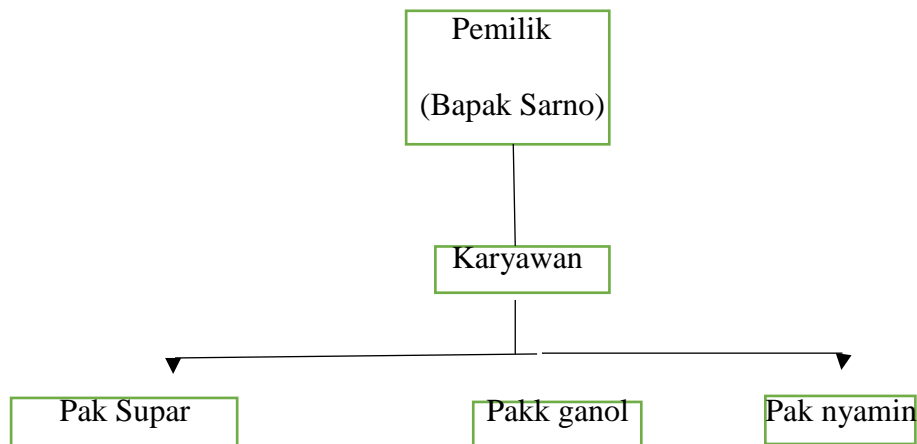 Pemilik
(Bapak Sarno)
Karyawan
Pak Supar
Pakk ganol
Pak nyamin